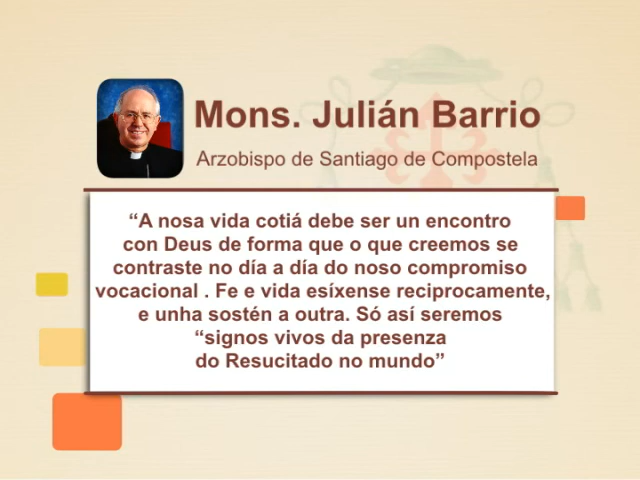 Mons. Julián Barrio
Arzobispo de Santiago de Compostela
“A nosa vida cotiá debe ser un encontro
con Deus de forma que o que creemos se
contraste no día a día do noso compromiso
vocacional . Fe e vida esíxense reciprocamente,
e unha sostén a outra. Só así seremos
“signos vivos da presenza
do Resucitado no mundo”